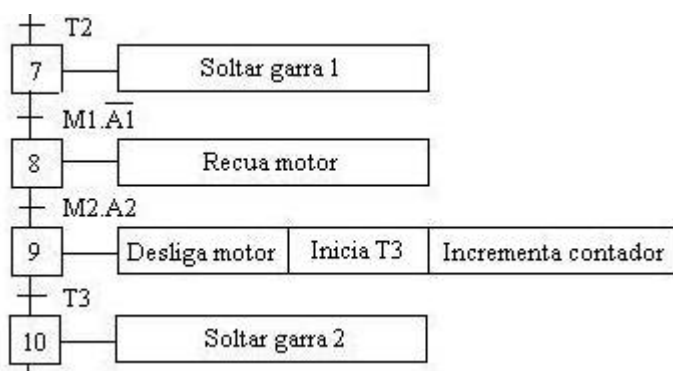 T2
7 Soltar garra 1
M1.A̅1̅
8 Recua motor
M2.A2
9 Desliga motor Inicia T3 Incrementa contador
T3
10 Soltar garra 2